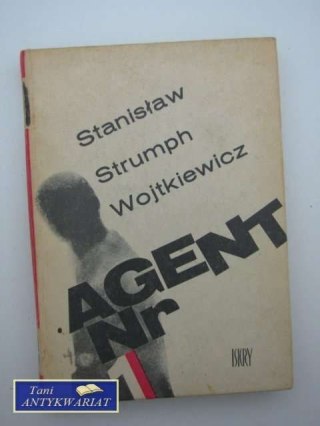 Stanisław
Strumph
Wojtkiewicz
AGENT
Nr
1
ISKRY
Tani
ANTYKWARIAT